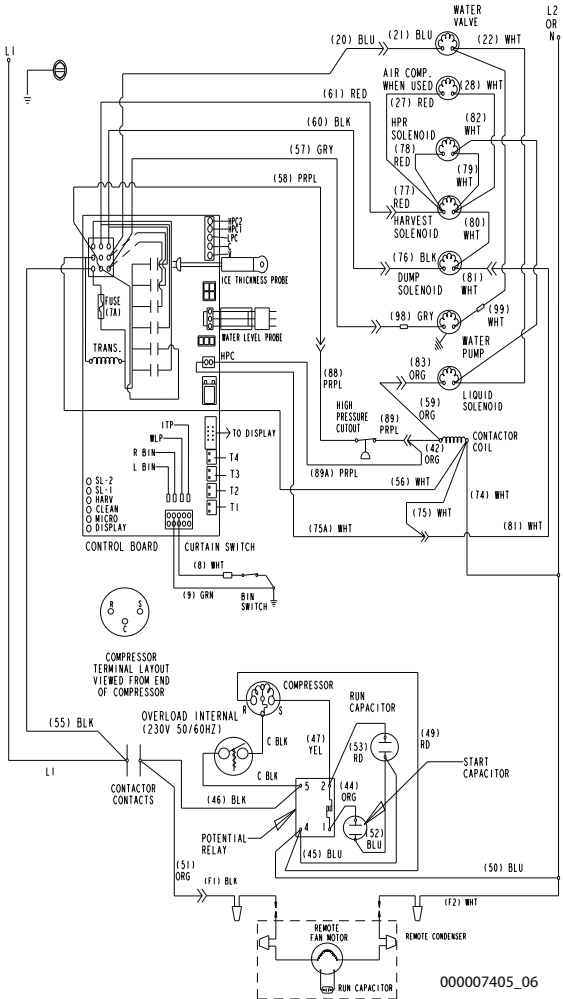 WATER
VALVE
L2
OR
N
L1
(20) BLU
(21) BLU
(22) WHT
AIR COMP.
WHEN USED
(28) WHT
(61) RED
(27) RED
(82)
WHT
HPR
SOLENOID
(60) BLK
(78)
RED
(79)
WHT
(57) GRY
(58) PRPL
(77)
RED
HARVEST
SOLENOID
(80)
WHT
HPC2
HPC1
LPC
C
F
(76) BLK
DUMP
SOLENOID
(81)
WHT
ICE THICKNESS PROBE
FUSE
(7A)
(98) GRY
(99)
WHT
WATER
PUMP
WATER LEVEL PROBE
TRANS.
HPC
(83)
ORG
(88)
PRPL
LIQUID
SOLENOID
(59)
ORG
HIGH
PRESSURE
CUTOUT
(89)
PRPL
ITP
WLP
R BIN
L BIN
TO DISPLAY
CONTACTOR
COIL
(42)
ORG
T4
T3
T2
T1
(89A) PRPL
(56) WHT
(74) WHT
SL-2
SL-1
HARV
CLEAN
MICRO
DISPLAY
(75) WHT
(75A) WHT
(81) WHT
CONTROL BOARD
CURTAIN SWITCH
(8) WHT
(9) GRN
BIN
SWITCH
R
S
C
COMPRESSOR
TERMINAL LAYOUT
VIEWED FROM END
OF COMPRESSOR
COMPRESSOR
R
S
C
OVERLOAD INTERNAL
(230V 50/60HZ)
RUN
CAPACITOR
(55) BLK
C BLK
(47)
YEL
(53)
RD
(49)
RD
L1
C BLK
START
CAPACITOR
CONTACTOR
CONTACTS
(46) BLK
5
2
(44)
ORG
4
1
(52)
BLU
POTENTIAL
RELAY
(45) BLU
(51)
ORG
(50) BLU
(F1) BLK
(F2) WHT
REMOTE
FAN MOTOR
REMOTE CONDENSER
RUN CAPACITOR
000007405_06